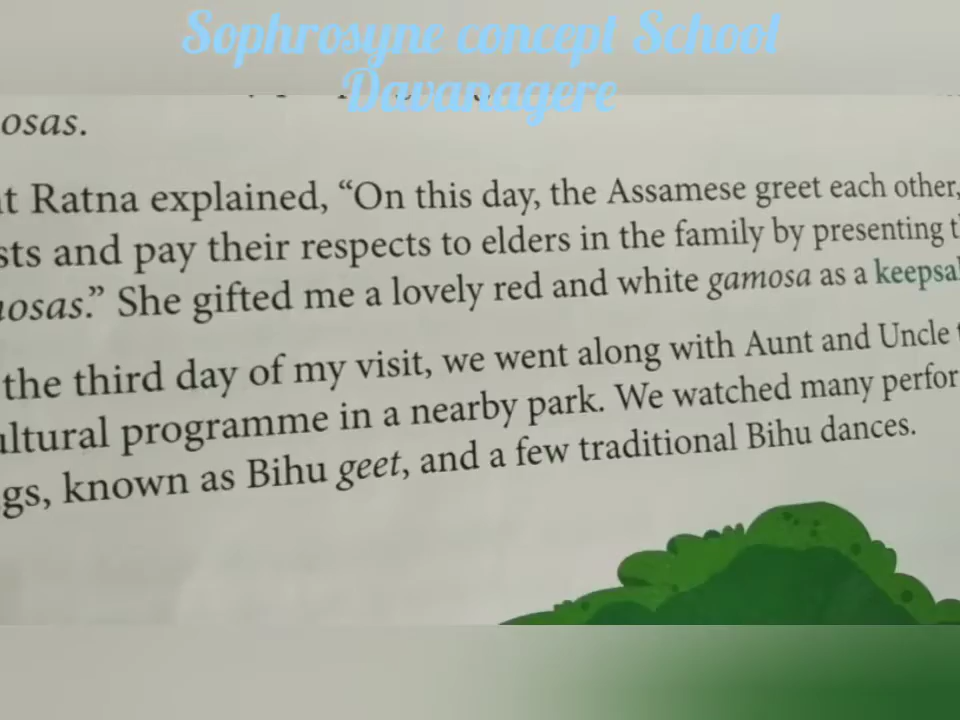 Sophrosyne concept School
Davanagere
osas.
t Ratna explained, “On this day, the Assamese greet each other,
sts and pay their respects to elders in the family by presenting t
osas.” She gifted me a lovely red and white gamosa as a keepsa
the third day of my visit, we went along with Aunt and Uncle t
ultural programme in a nearby park. We watched many perfor
gs, known as Bihu geet, and a few traditional Bihu dances.